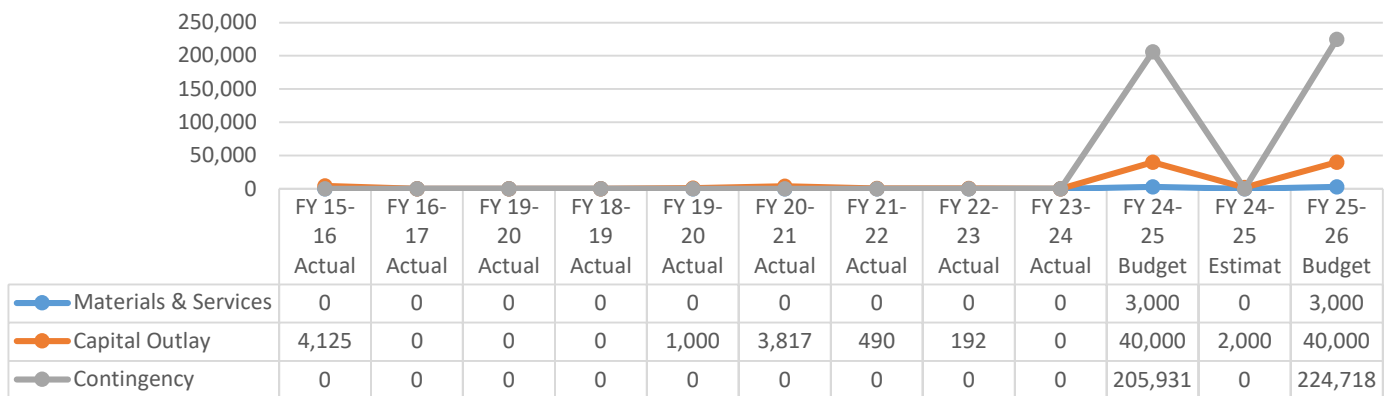 250,000
200,000
150,000
100,000
50,000
0
FY 15- FY 16- FY 19- FY 18- FY 19- FY 20- FY 21- FY 22- FY 23- FY 24- FY 24- FY 25-
16 17 20 19 20 21 22 23 24 25 25 26
Actual Actual Actual Actual Actual Actual Actual Actual Actual Budget Estimat Budget
Materials & Services 0 0 0 0 0 0 0 0 0 3,000 0 3,000
Capital Outlay 4,125 0 0 0 1,000 3,817 490 192 0 40,000 2,000 40,000
Contingency 0 0 0 0 0 0 0 0 0 205,931 0 224,718